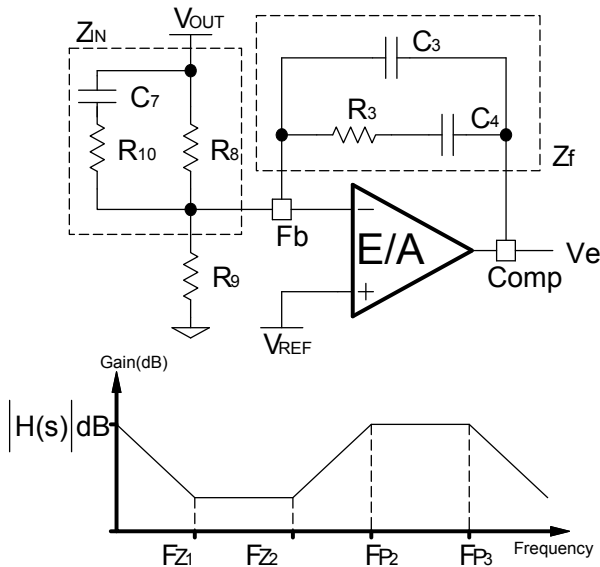 ZIN
VOUT
C7
R10
R8
R9
C3
R3
C4
Zf
Fb
E/A
−
+
Comp
Ve
VREF
Gain(dB)
|H(s)|dB
FZ1
FZ2
FP2
FP3
Frequency